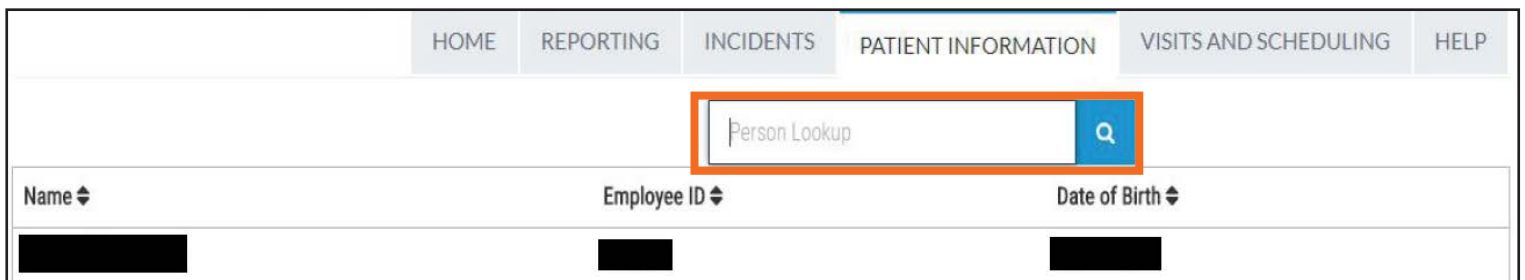 HOME REPORTING INCIDENTS PATIENT INFORMATION VISITS AND SCHEDULING HELP
Person Lookup
Name Employee ID Date of Birth